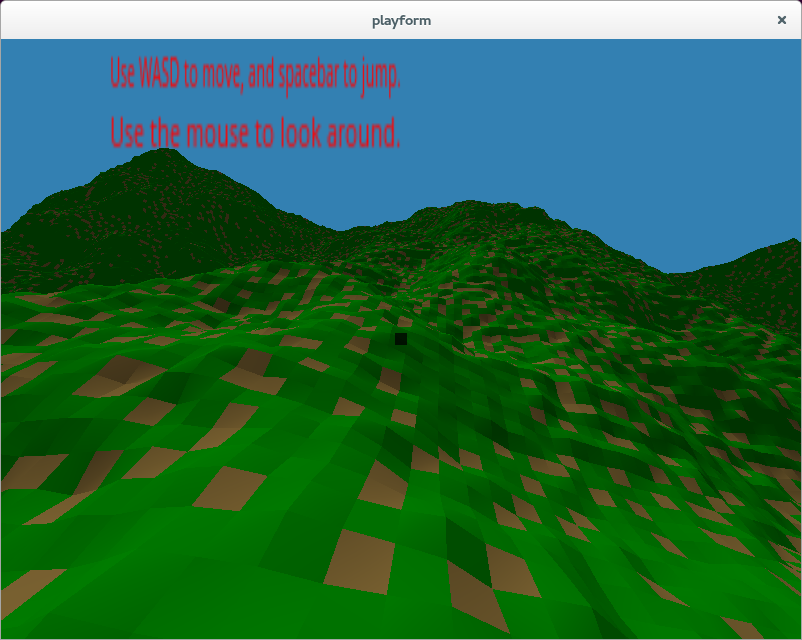 playform
Use WASD to move, and spacebar to jump.
Use the mouse to look around.